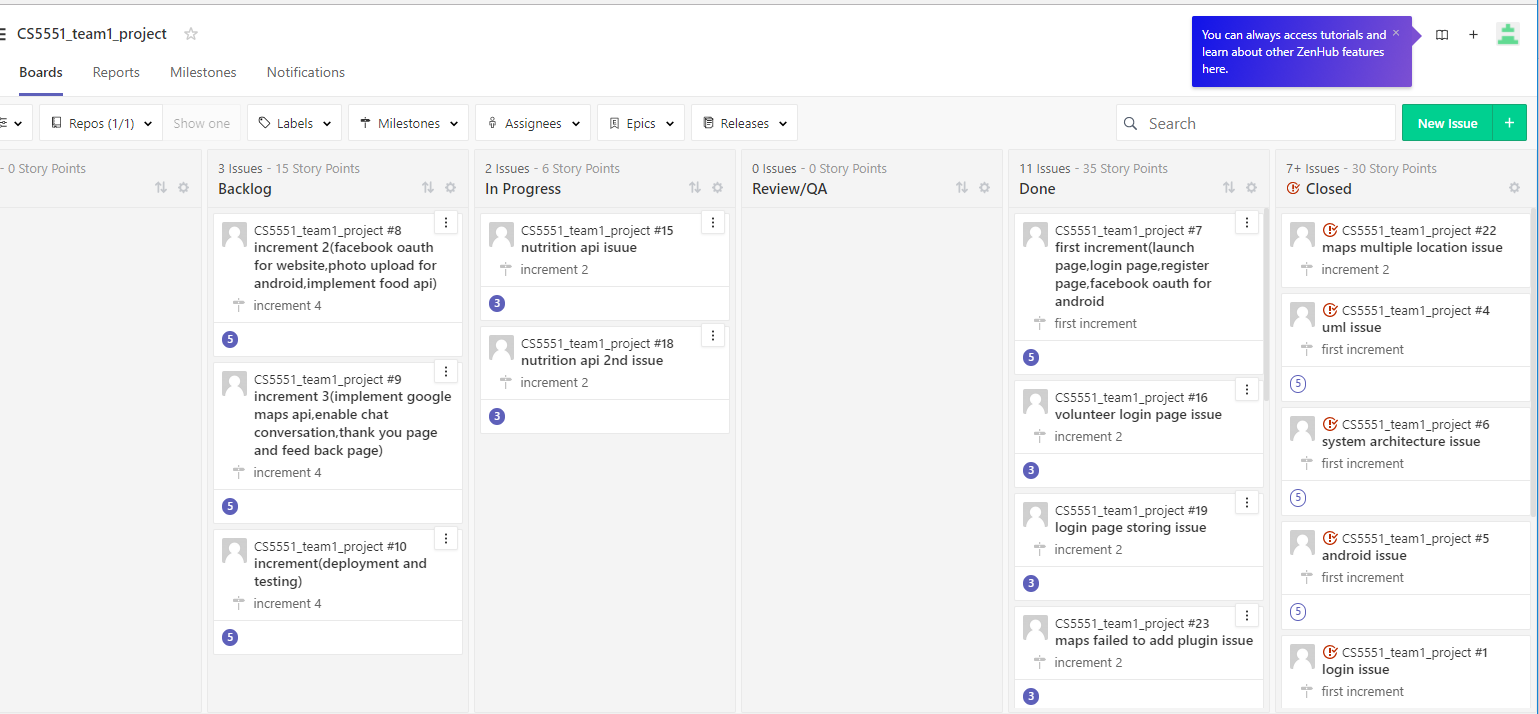 CS5551_team1_project
You can always access tutorials and
learn about other ZenHub features
here.
Boards Reports Milestones Notifications
Repos (1/1) Show one Labels Milestones Assignees Epics Releases Search New Issue +
- 0 Story Points
3 Issues - 15 Story Points
Backlog
CS5551_team1_project #8
increment 2(facebook oauth
for website,photo upload for
android,implement food api)
increment 4
5
CS5551_team1_project #9
increment 3(implement google
maps api,enable chat
conversation,thank you page
and feed back page)
increment 4
5
CS5551_team1_project #10
increment(deployment and
testing)
increment 4
5
2 Issues - 6 Story Points
In Progress
CS5551_team1_project #15
nutrition api isuue
increment 2
3
CS5551_team1_project #18
nutrition api 2nd issue
increment 2
3
0 Issues - 0 Story Points
Review/QA
11 Issues - 35 Story Points
Done
CS5551_team1_project #7
first increment(launch
page,login page,register
page,facebook oauth for
android
first increment
5
CS5551_team1_project #16
volunteer login page issue
increment 2
3
CS5551_team1_project #19
login page storing issue
increment 2
3
CS5551_team1_project #23
maps failed to add plugin issue
increment 2
3
7+ Issues - 30 Story Points
Closed
CS5551_team1_project #22
maps multiple location issue
increment 2
CS5551_team1_project #4
uml issue
first increment
5
CS5551_team1_project #6
system architecture issue
first increment
5
CS5551_team1_project #5
android issue
first increment
5
CS5551_team1_project #1
login issue
first increment